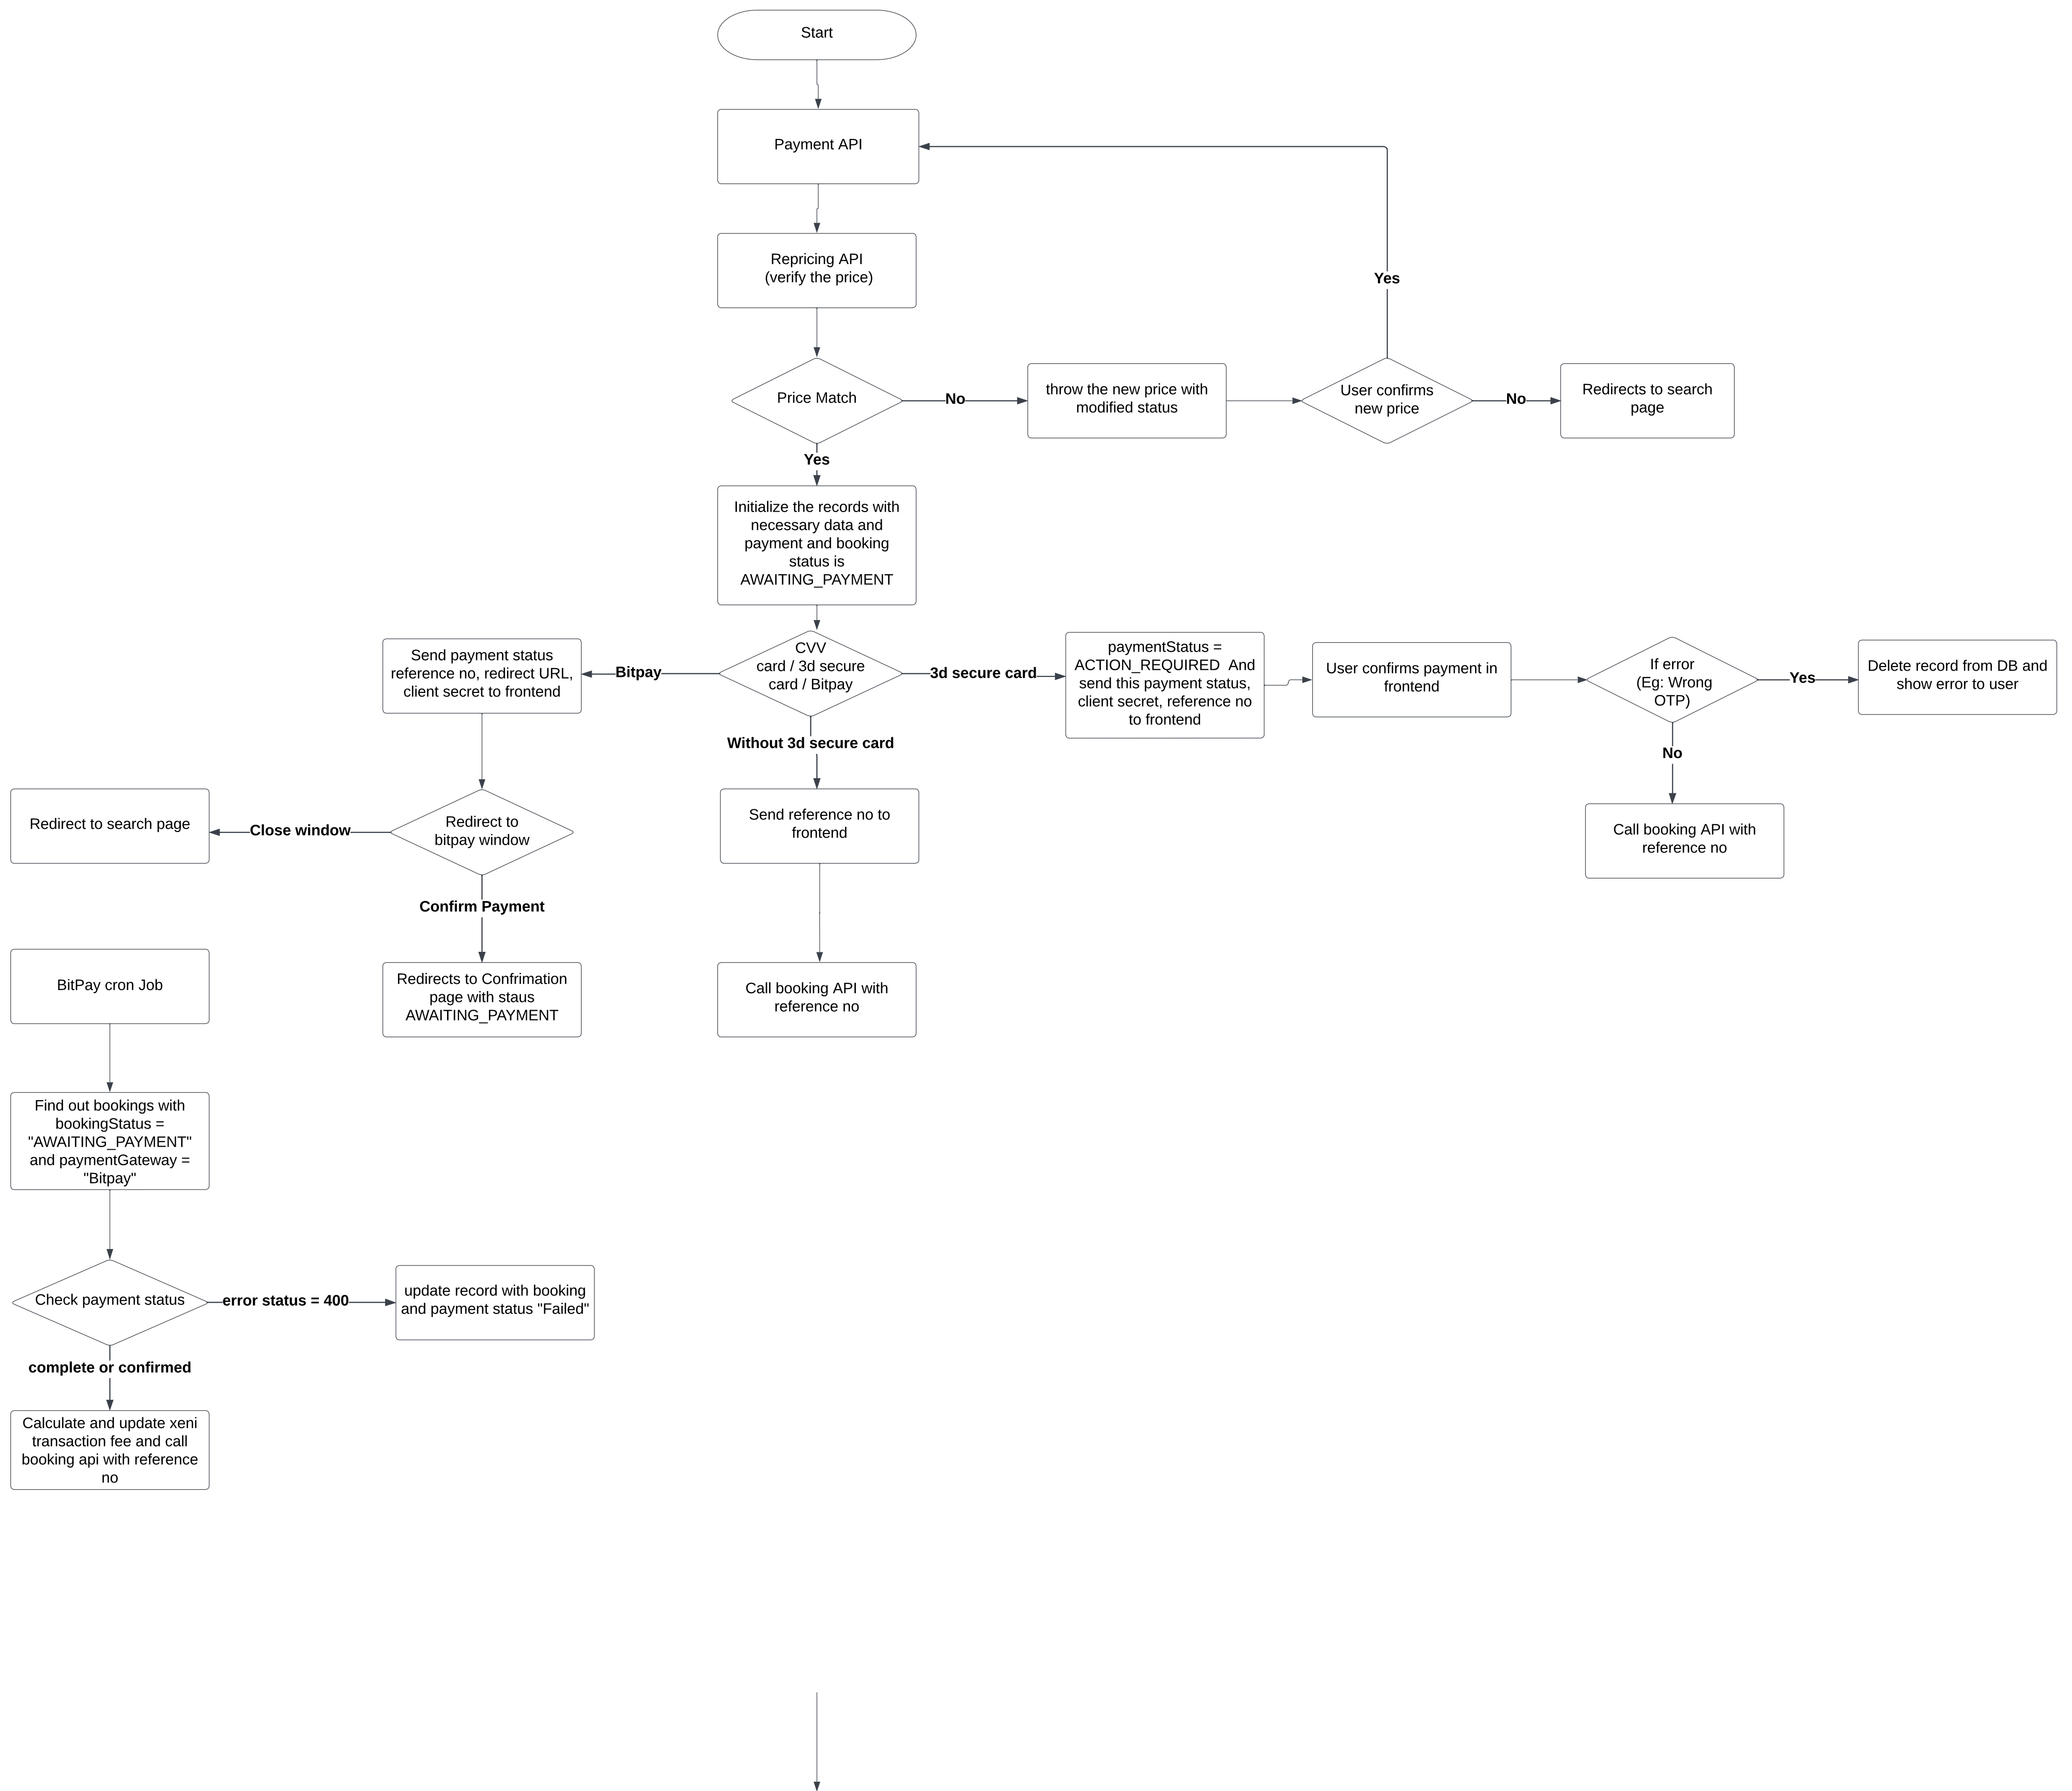 Start
Payment API
Repricing API
(verify the price)
Yes
Price Match
No
throw the new price with
modified status
User confirms
new price
No
Redirects to search
page
Yes
Initialize the records with
necessary data and
payment and booking
status is
AWAITING_PAYMENT
CVV
card / 3d secure
card / Bitpay
Bitpay
Send payment status
reference no, redirect URL,
client secret to frontend
3d secure card
paymentStatus =
ACTION_REQUIRED  And
send this payment status,
client secret, reference no
to frontend
User confirms payment in
frontend
If error
(Eg: Wrong
OTP)
Yes
Delete record from DB and
show error to user
Without 3d secure card
No
Redirect to search page
Close window
Redirect to
bitpay window
Send reference no to
frontend
Call booking API with
reference no
Confirm Payment
BitPay cron Job
Redirects to Confrimation
page with staus
AWAITING_PAYMENT
Call booking API with
reference no
Find out bookings with
bookingStatus =
"AWAITING_PAYMENT"
and paymentGateway =
"Bitpay"
Check payment status
error status = 400
update record with booking
and payment status "Failed"
complete or confirmed
Calculate and update xeni
transaction fee and call
booking api with reference
no